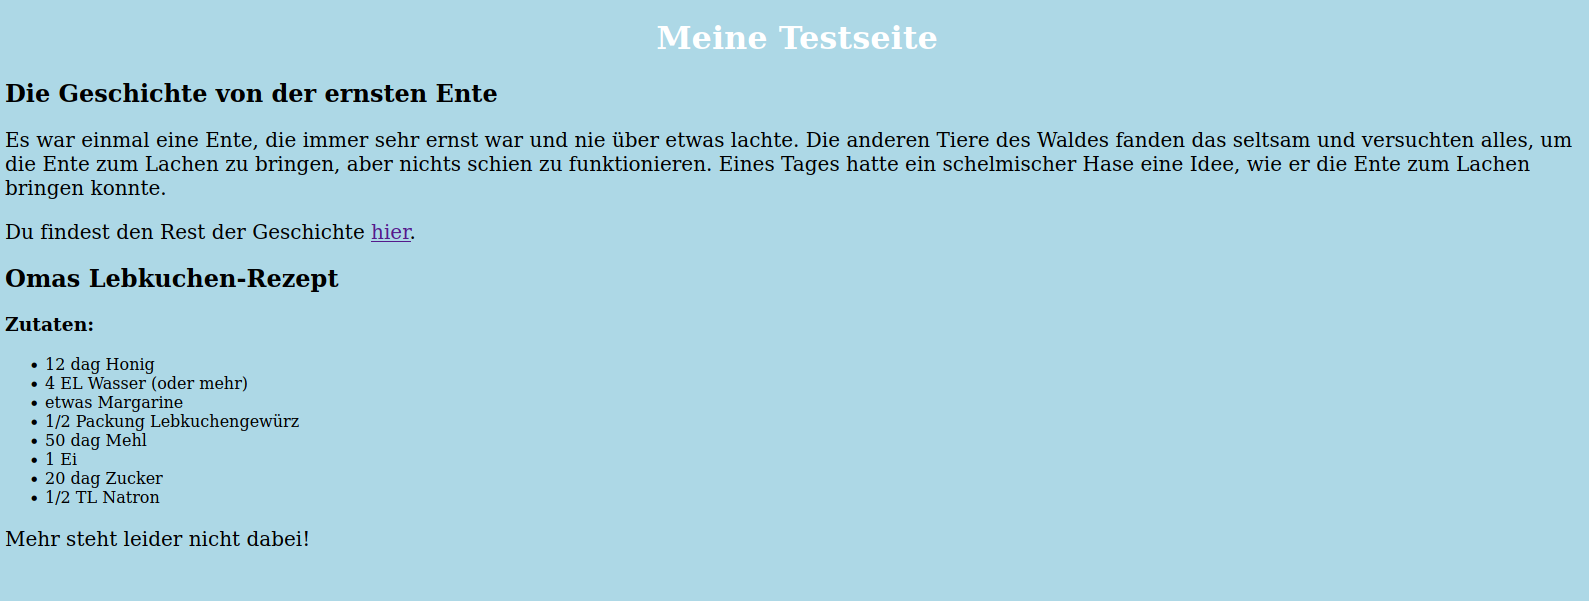 Meine Testseite
Die Geschichte von der ernsten Ente
Es war einmal eine Ente, die immer sehr ernst war und nie über etwas lachte. Die anderen Tiere des Waldes fanden das seltsam und versuchten alles, um
die Ente zum Lachen zu bringen, aber nichts schien zu funktionieren. Eines Tages hatte ein schelmischer Hase eine Idee, wie er die Ente zum Lachen
bringen konnte.
Du findest den Rest der Geschichte hier.
Omas Lebkuchen-Rezept
Zutaten:
• 12 dag Honig
• 4 EL Wasser (oder mehr)
• etwas Margarine
• 1/2 Packung Lebkuchengewürz
• 50 dag Mehl
• 1 Ei
• 20 dag Zucker
• 1/2 TL Natron
Mehr steht leider nicht dabei!